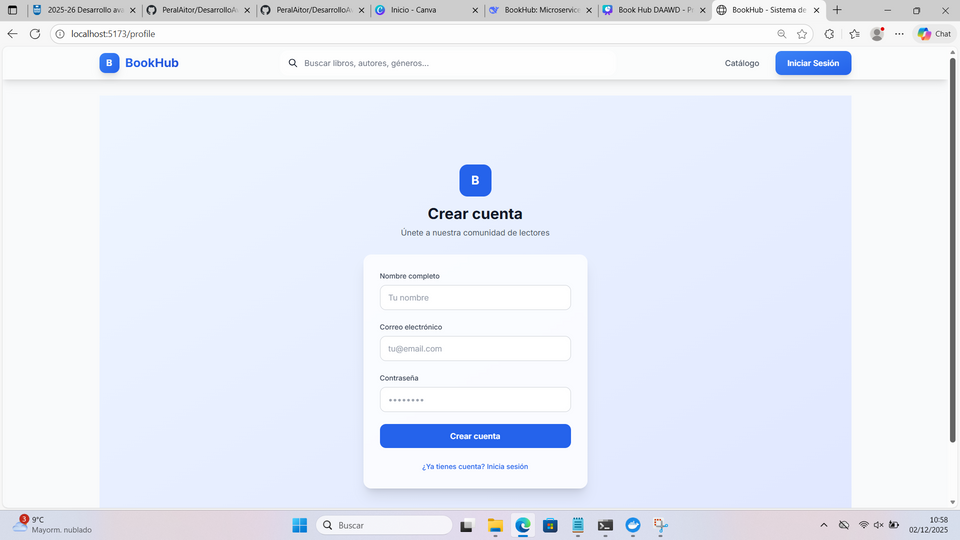 2025-26 Desarrollo av
PeralAitor/DesarrolloA
PeralAitor/DesarrolloA
Inicio - Canva
BookHub: Microservic
Book Hub DAAWD - P
BookHub - Sistema de
localhost:5173/profile
Chat
B BookHub
Buscar libros, autores, géneros...
Catálogo
Iniciar Sesión
B
Crear cuenta
Únete a nuestra comunidad de lectores
Nombre completo
Tu nombre
Correo electrónico
tu@email.com
Contraseña
••••••••
Crear cuenta
¿Ya tienes cuenta? Inicia sesión
3
9°C
Mayorm. nublado
Buscar
10:58
02/12/2025